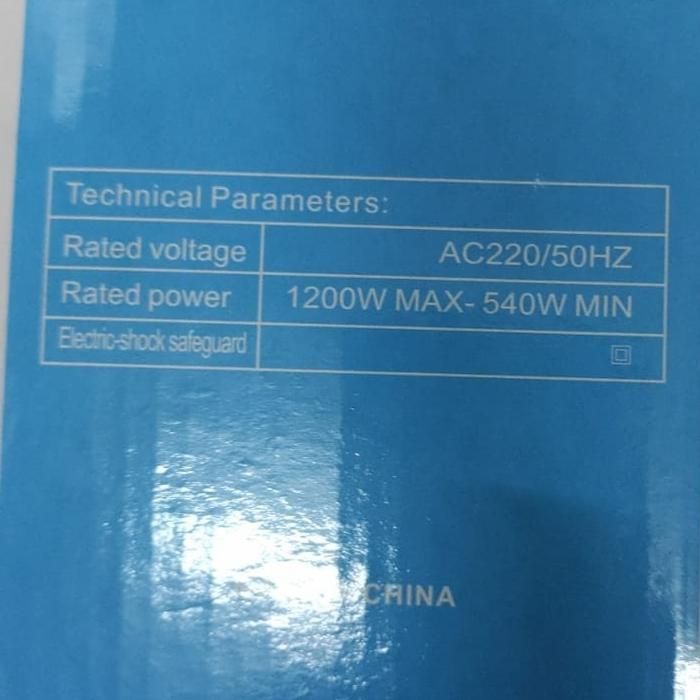 Technical Parameters:
Rated voltage AC220/50HZ
Rated power 1200W MAX- 540W MIN
Electric-shock safeguard
CHINA